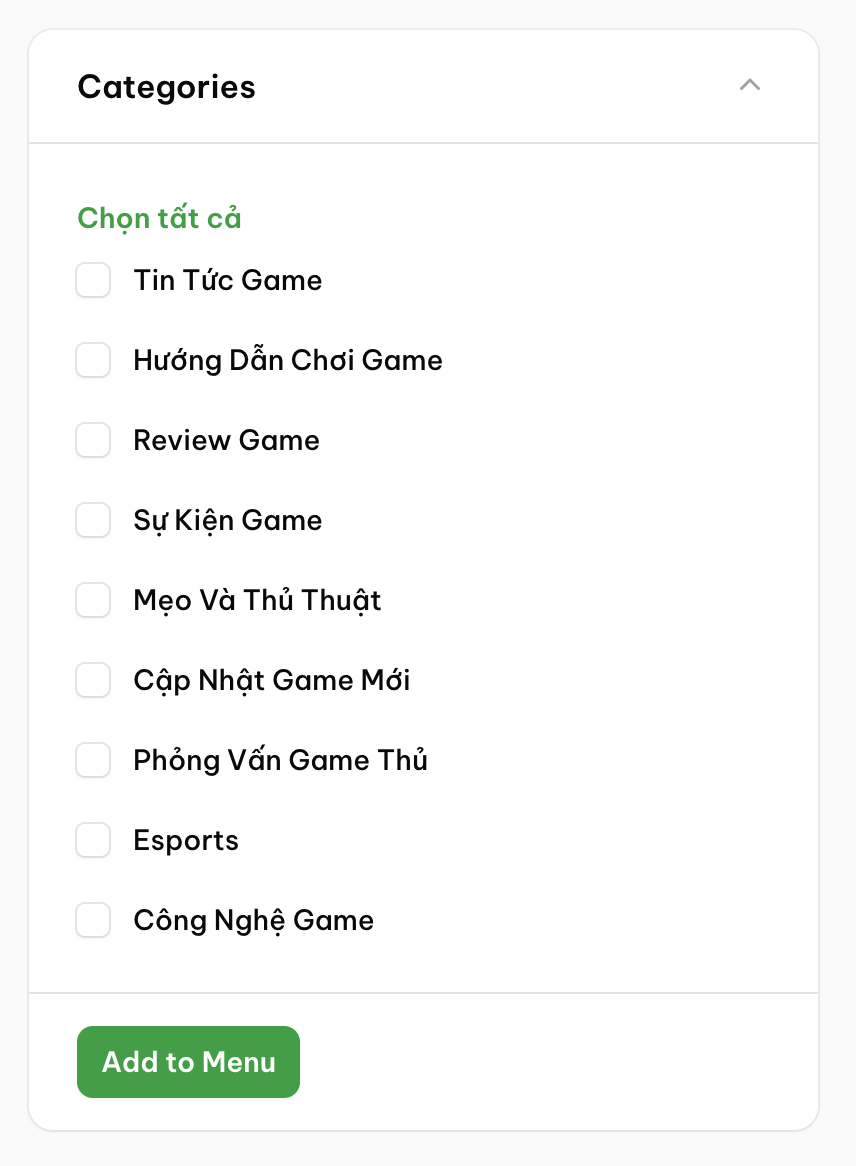 Categories
Chọn tất cả
Tin Tức Game
Hướng Dẫn Chơi Game
Review Game
Sự Kiện Game
Mẹo Và Thủ Thuật
Cập Nhật Game Mới
Phỏng Vấn Game Thủ
Esports
Công Nghệ Game
Add to Menu